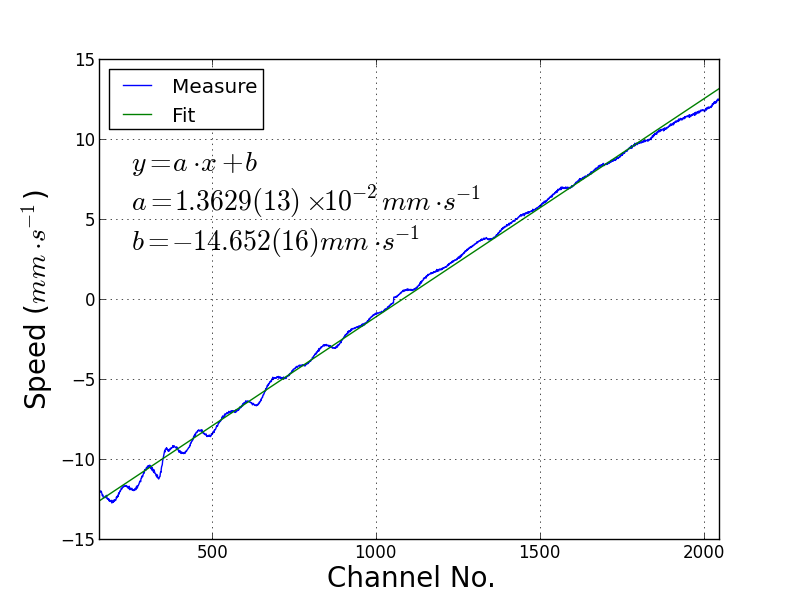 Measure
Fit
y = a · x + b
a = 1.3629(13) ×10⁻² mm · s⁻¹
b = −14.652(16)mm · s⁻¹
15
10
5
0
−5
−10
−15
500 1000 1500 2000
Speed (mm · s⁻¹)
Channel No.